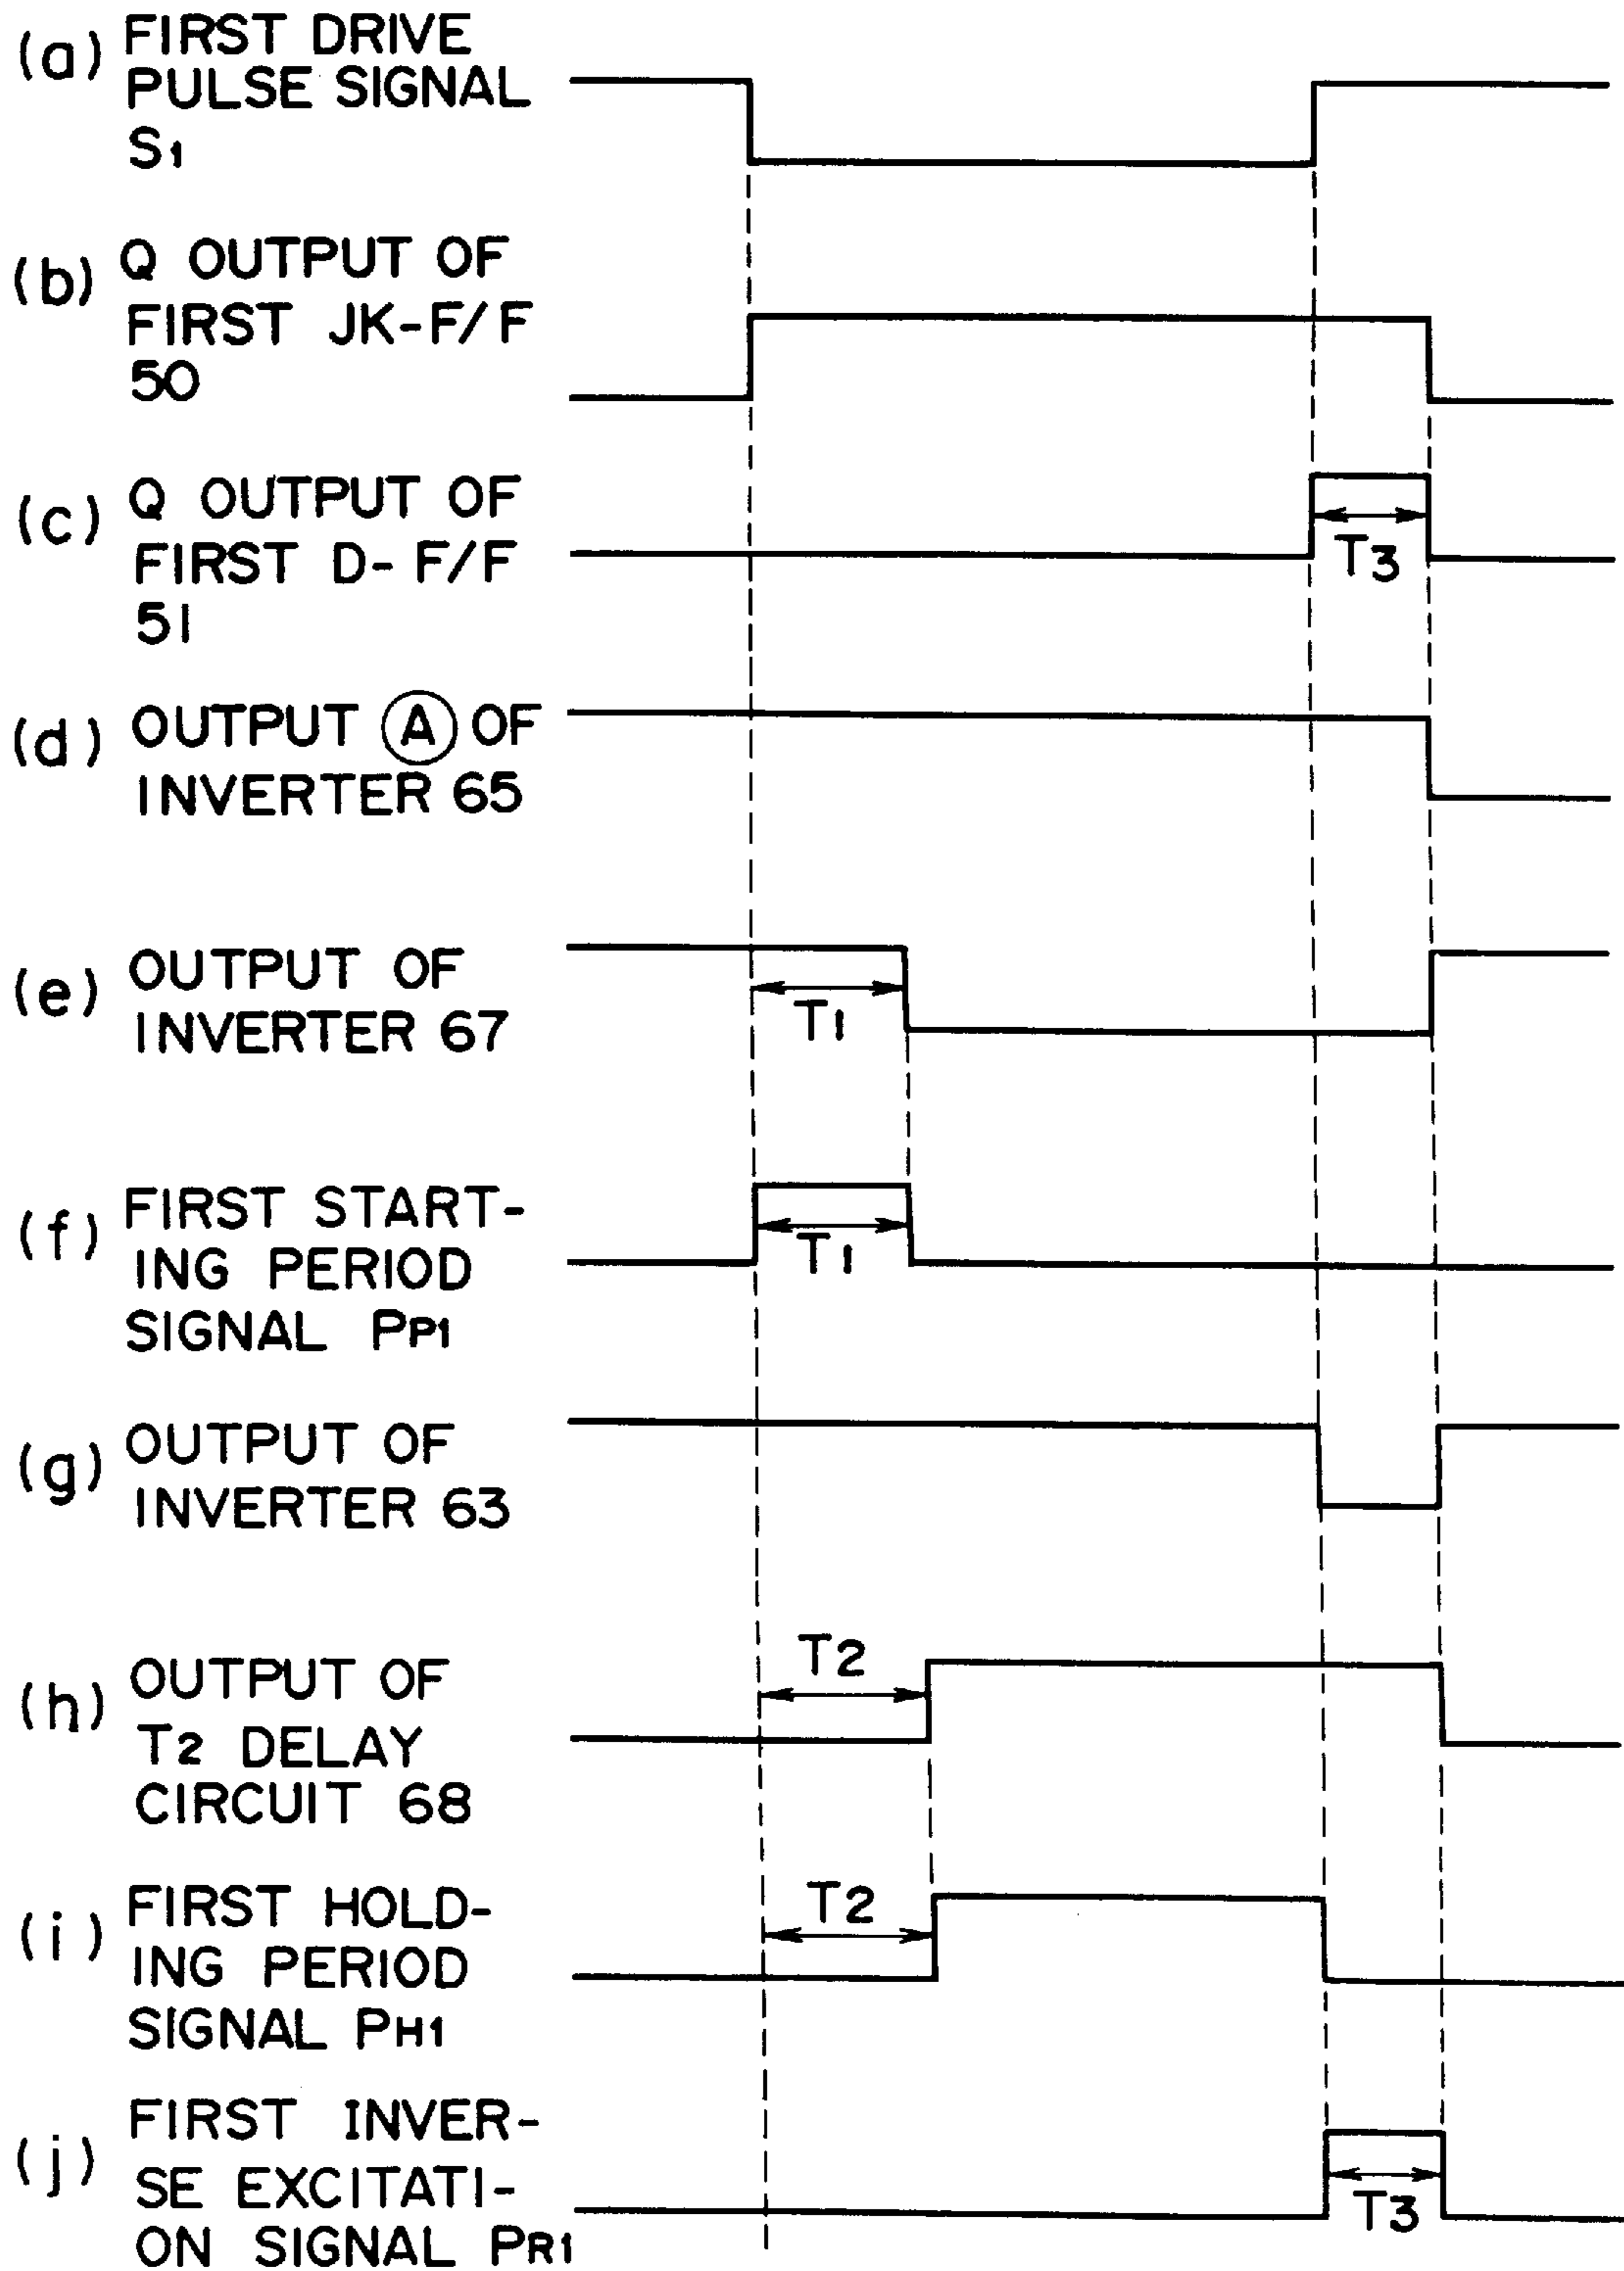 (a) FIRST DRIVE
PULSE SIGNAL
S1
(b) Q OUTPUT OF
FIRST JK-F/F
50
(c) Q OUTPUT OF
FIRST D-F/F
51
T3
(d) OUTPUT Ⓐ OF
INVERTER 65
(e) OUTPUT OF
INVERTER 67
T1
(f) FIRST START-
ING PERIOD
SIGNAL PP1
T1
(g) OUTPUT OF
INVERTER 63
(h) OUTPUT OF
T2 DELAY
CIRCUIT 68
T2
(i) FIRST HOLD-
ING PERIOD
SIGNAL PH1
T2
(j) FIRST INVER-
SE EXCITATI-
ON SIGNAL PR1
T3